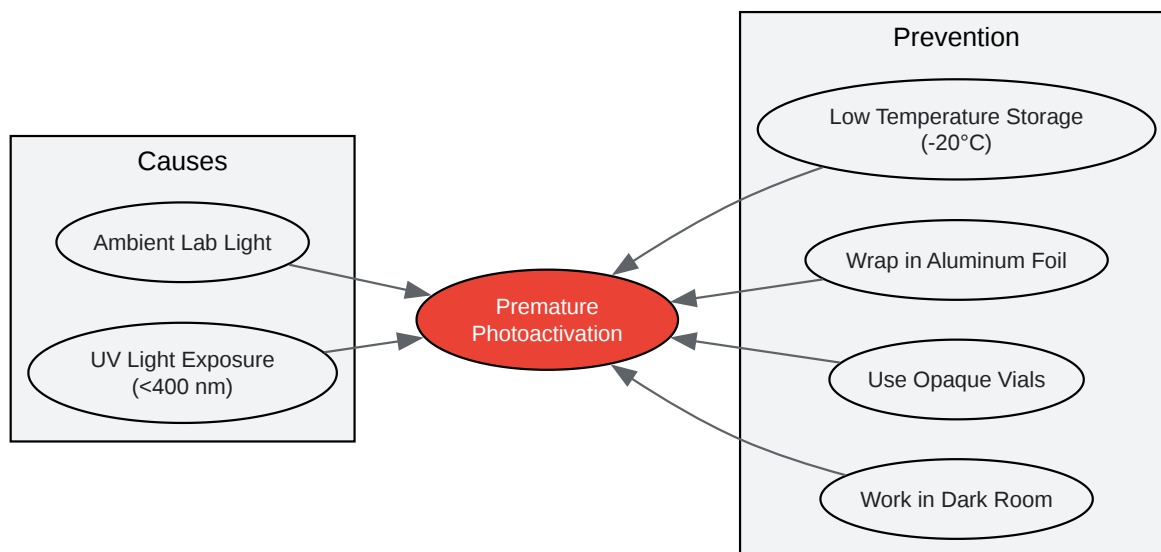 Causes
Ambient Lab Light
UV Light Exposure
(<400 nm)
Premature
Photoactivation
Prevention
Low Temperature Storage
(-20°C)
Wrap in Aluminum Foil
Use Opaque Vials
Work in Dark Room